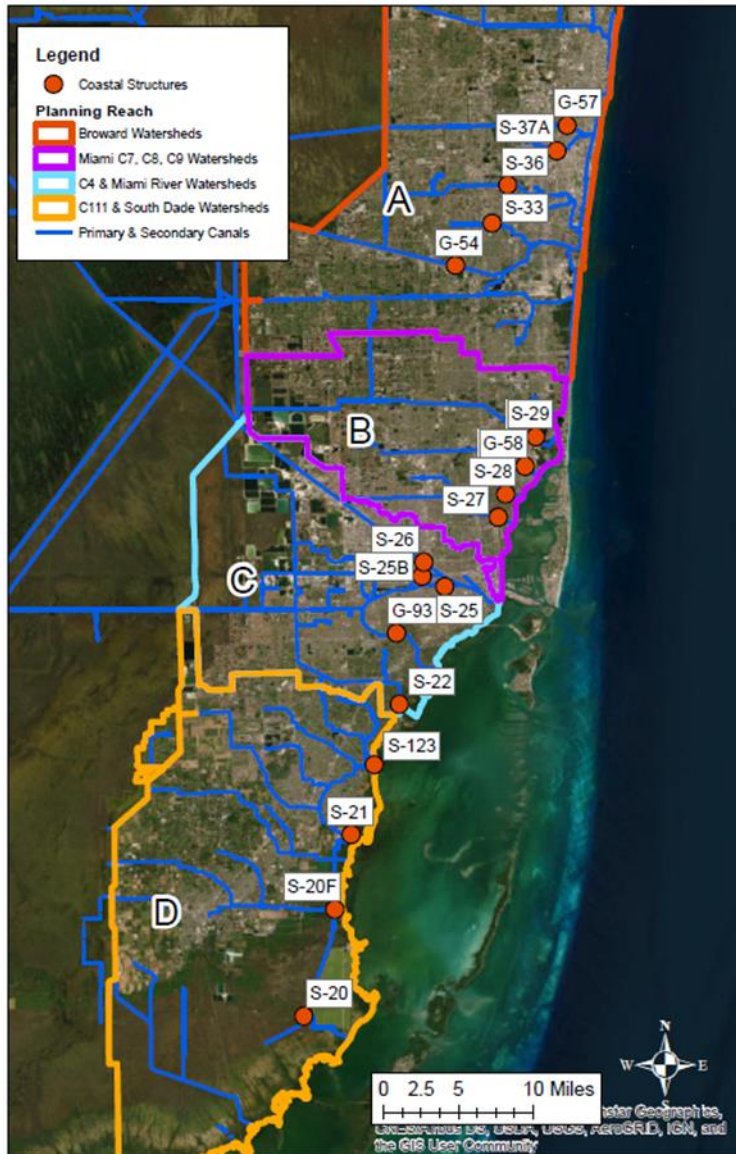 Legend
Coastal Structures
Planning Reach
Broward Watersheds
Miami C7, C8, C9 Watersheds
C4 & Miami River Watersheds
C111 & South Dade Watersheds
Primary & Secondary Canals
G-57
S-37A
S-36
A
S-33
G-54
S-29
B
G-58
S-28
S-27
S-26
S-25B
C
G-93
S-25
S-22
S-123
S-21
S-20F
D
S-20
N
W E
S
0 2.5 5 10 Miles
Geographics,
USDA, USGS, AeroGRID, IGN, and
the GIS User Community